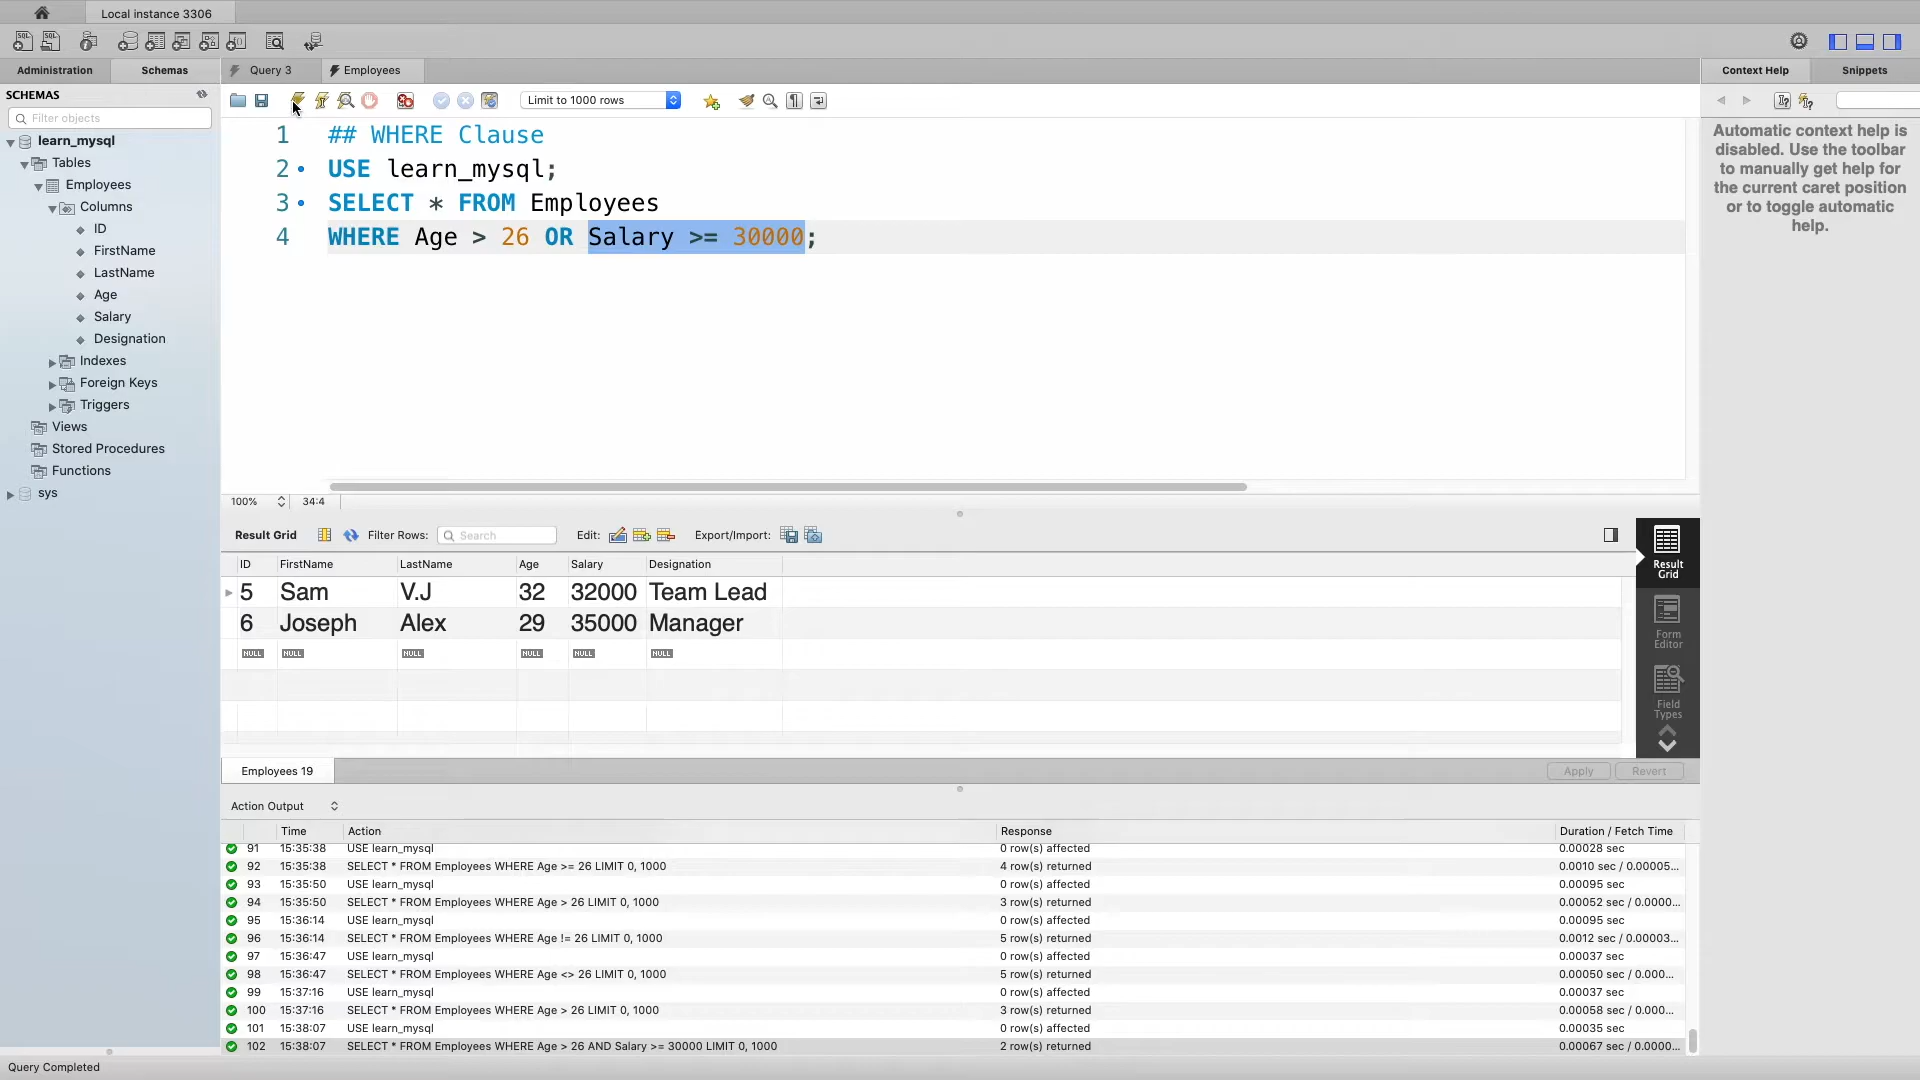 Local instance 3306
Administration
Schemas
Query 3
Employees
Context Help
Snippets
SCHEMAS
Filter objects
Limit to 1000 rows
learn_mysql
Tables
Employees
Columns
ID
FirstName
LastName
Age
Salary
Designation
Indexes
Foreign Keys
Triggers
Views
Stored Procedures
Functions
sys
1 ## WHERE Clause
2 USE learn_mysql;
3 SELECT * FROM Employees
4 WHERE Age > 26 OR Salary >= 30000;
Automatic context help is
disabled. Use the toolbar
to manually get help for
the current caret position
or to toggle automatic
help.
100% 34:4
Result Grid Filter Rows: Search Edit: Export/Import:
ID FirstName LastName Age Salary Designation
5 Sam V.J 32 32000 Team Lead
6 Joseph Alex 29 35000 Manager
NULL NULL NULL NULL NULL NULL
Result
Grid
Form
Editor
Field
Types
Employees 19
Apply Revert
Action Output
Time Action Response Duration / Fetch Time
91 15:35:38 USE learn_mysql 0 row(s) affected 0.00028 sec
92 15:35:38 SELECT * FROM Employees WHERE Age >= 26 LIMIT 0, 1000 4 row(s) returned 0.0010 sec / 0.00005...
93 15:35:50 USE learn_mysql 0 row(s) affected 0.00095 sec
94 15:35:50 SELECT * FROM Employees WHERE Age > 26 LIMIT 0, 1000 3 row(s) returned 0.00052 sec / 0.0000...
95 15:36:14 USE learn_mysql 0 row(s) affected 0.00095 sec
96 15:36:14 SELECT * FROM Employees WHERE Age != 26 LIMIT 0, 1000 5 row(s) returned 0.0012 sec / 0.00003...
97 15:36:47 USE learn_mysql 0 row(s) affected 0.00037 sec
98 15:36:47 SELECT * FROM Employees WHERE Age <> 26 LIMIT 0, 1000 5 row(s) returned 0.00050 sec / 0.000...
99 15:37:16 USE learn_mysql 0 row(s) affected 0.00037 sec
100 15:37:16 SELECT * FROM Employees WHERE Age > 26 LIMIT 0, 1000 3 row(s) returned 0.00058 sec / 0.000...
101 15:38:07 USE learn_mysql 0 row(s) affected 0.00035 sec
102 15:38:07 SELECT * FROM Employees WHERE Age > 26 AND Salary >= 30000 LIMIT 0, 1000 2 row(s) returned 0.00067 sec / 0.0000...
Query Completed